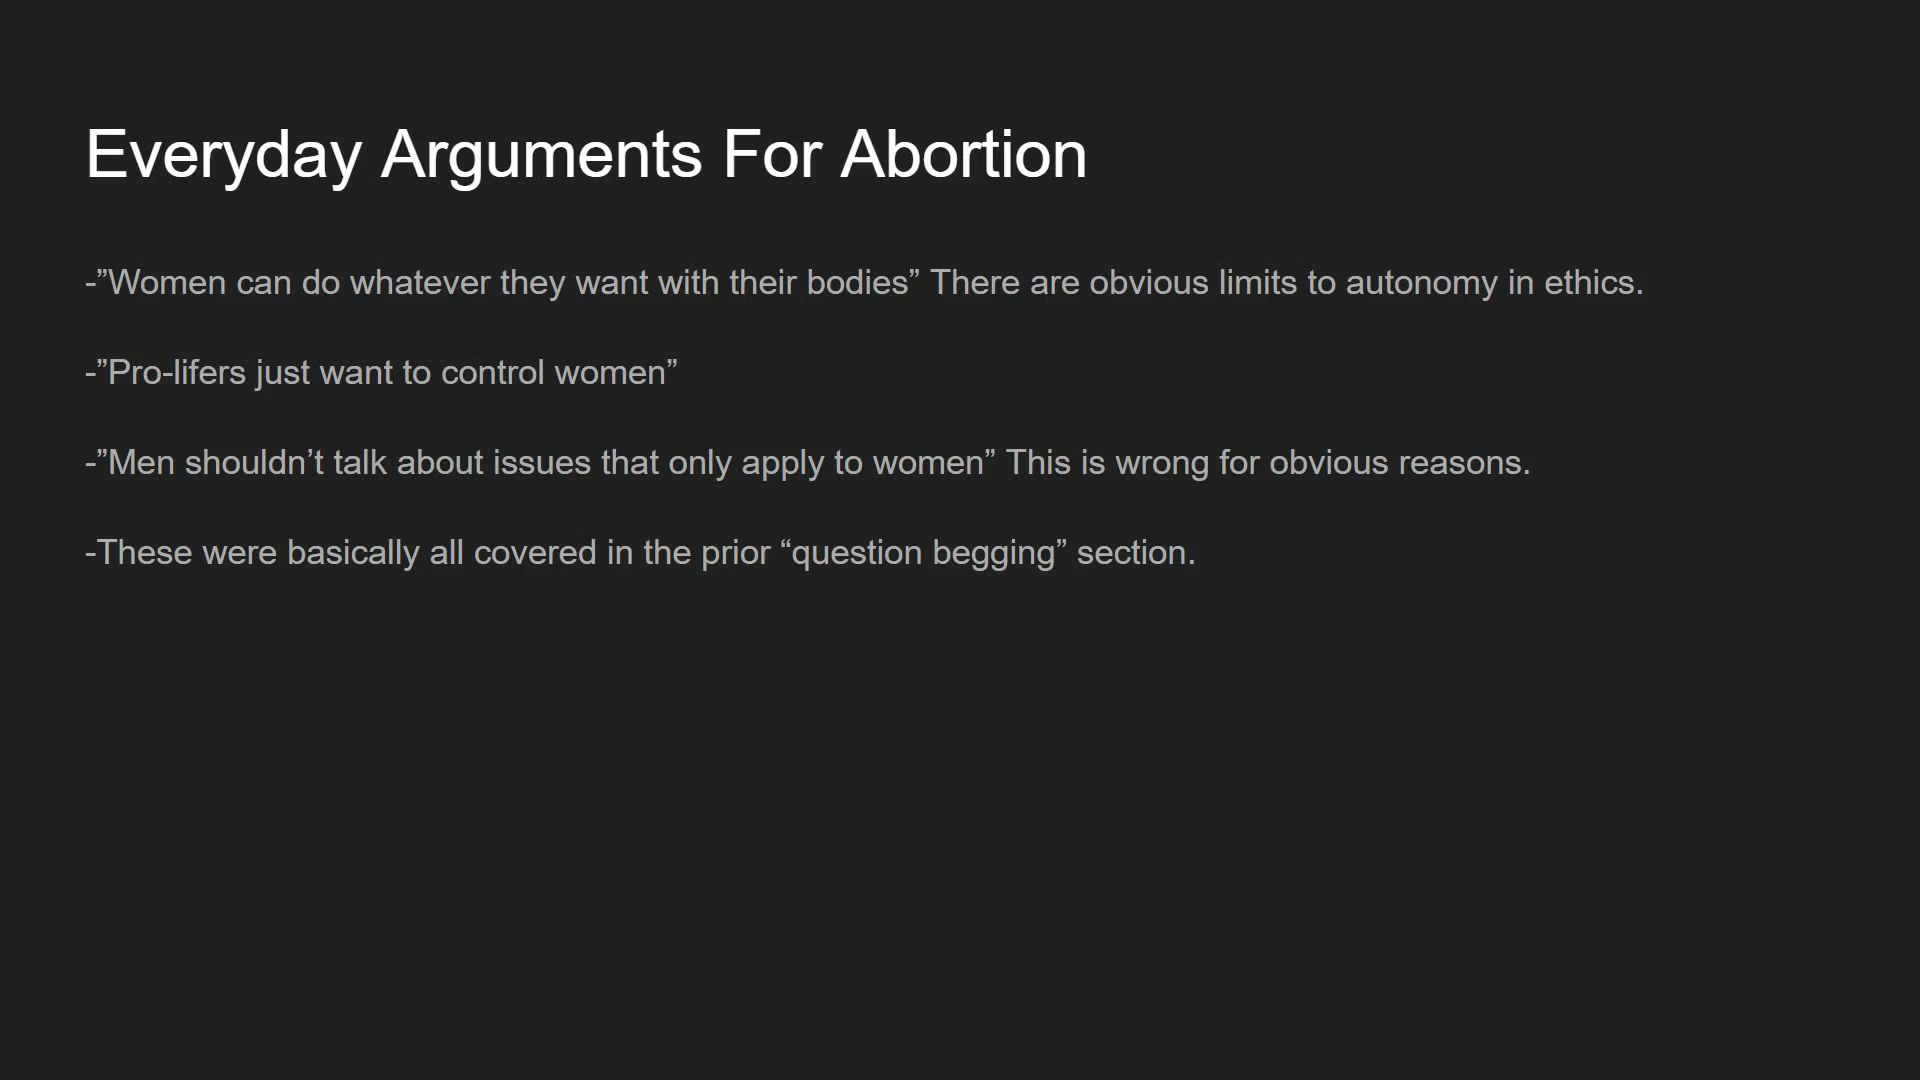 Everyday Arguments For Abortion
-”Women can do whatever they want with their bodies” There are obvious limits to autonomy in ethics.
-”Pro-lifers just want to control women”
-”Men shouldn’t talk about issues that only apply to women” This is wrong for obvious reasons.
-These were basically all covered in the prior “question begging” section.